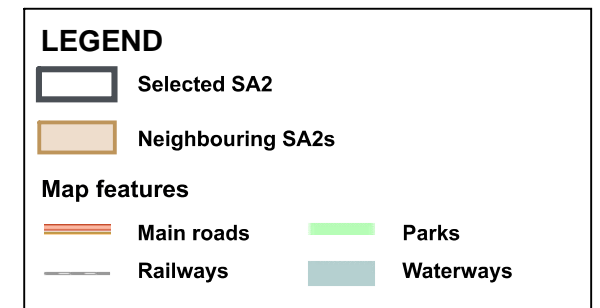 LEGEND
Selected SA2
Neighbouring SA2s
Map features
Main roads
Parks
Railways
Waterways